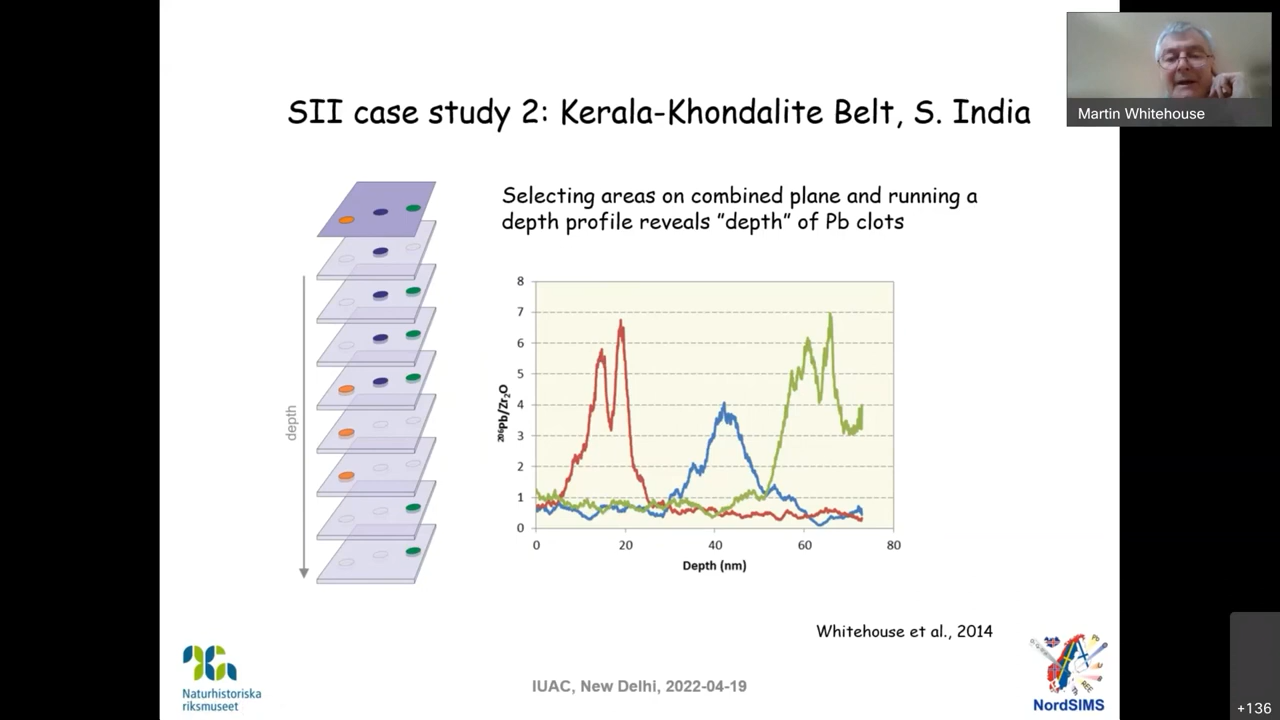 SII case study 2: Kerala-Khondalite Belt, S. India
Martin Whitehouse
Selecting areas on combined plane and running a
depth profile reveals ”depth” of Pb clots
depth
²⁰⁶Pb/Zr₂O
8
7
6
5
4
3
2
1
0
0 20 40 60 80
Depth (nm)
Whitehouse et al., 2014
Naturhistoriska
riksmuseet
IUAC, New Delhi, 2022-04-19
NordSIMS
+136